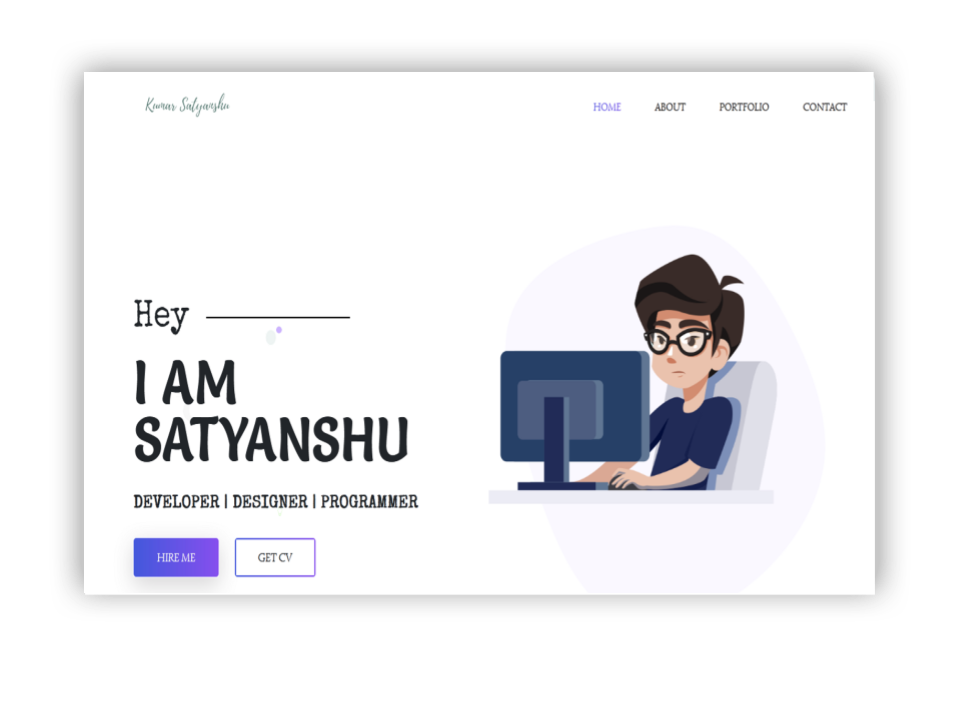 Kumar Satyanshu
HOME ABOUT PORTFOLIO CONTACT
Hey
I AM
SATYANSHU
DEVELOPER | DESIGNER | PROGRAMMER
HIRE ME GET CV